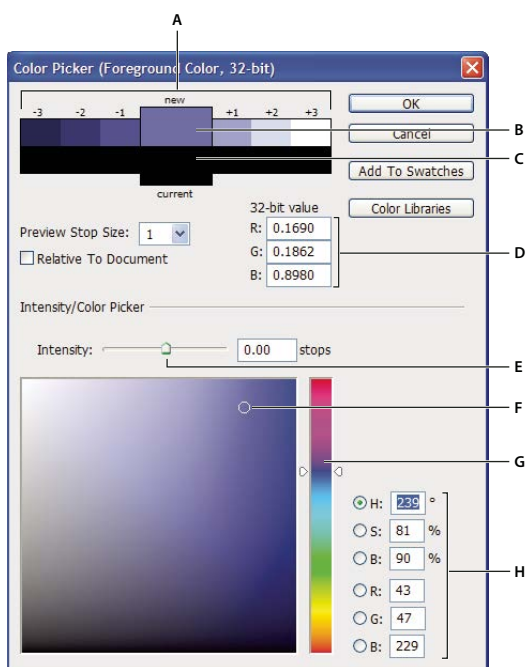 A
Color Picker (Foreground Color, 32-bit)
new
-3 -2 -1 +1 +2 +3
OK
B
Cancel
C
Add To Swatches
current
32-bit value
Color Libraries
Preview Stop Size: 1
R: 0.1690
Relative To Document
G: 0.1862
D
B: 0.8980
Intensity/Color Picker
Intensity: 0.00 stops
E
F
G
H: 239 °
S: 81 %
B: 90 %
H
R: 43
G: 47
B: 229